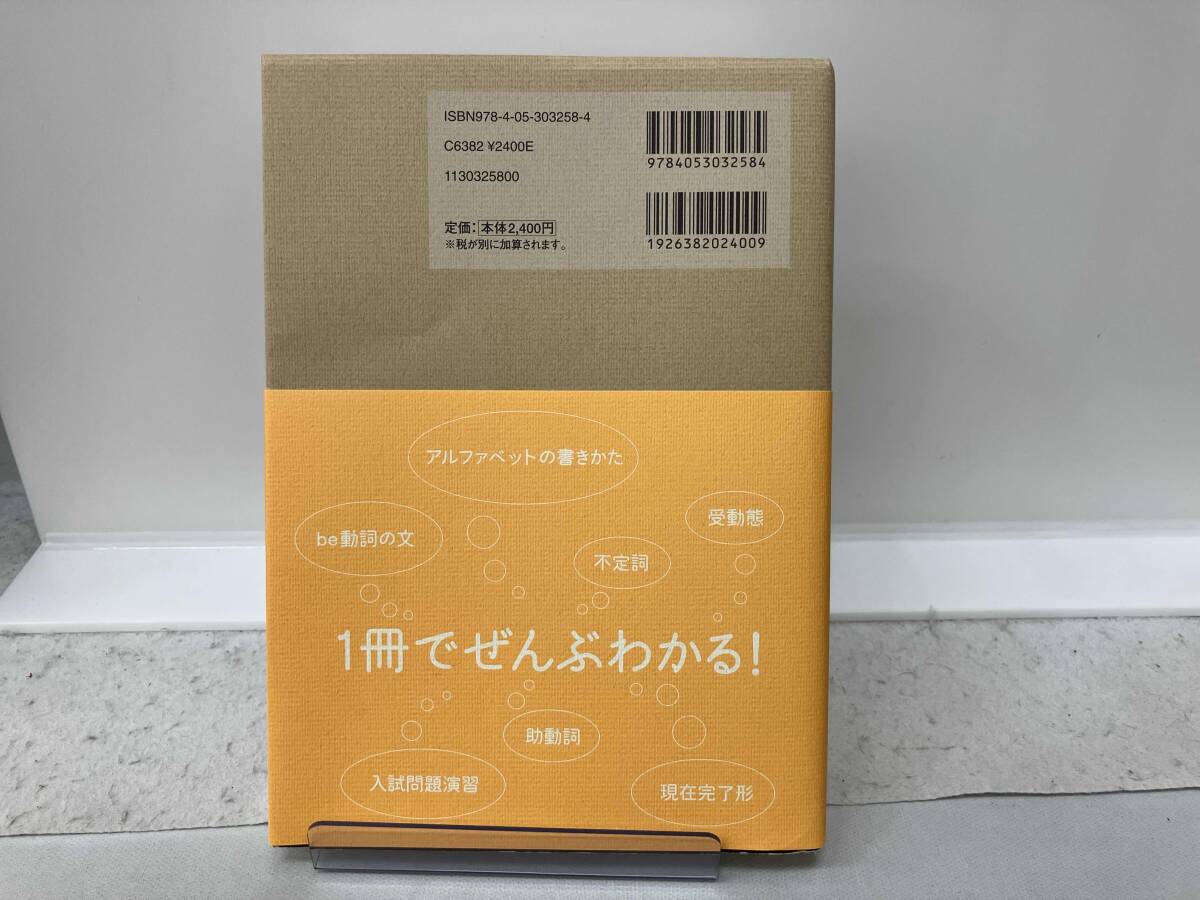 ISBN978-4-05-303258-4
C6382 ¥2400E
1130325800
定価：本体2,400円
※税が別に加算されます。
9784053032584
1926382024009
アルファベットの書きかた
be動詞の文
受動態
不定詞
1冊でぜんぶわかる！
助動詞
入試問題演習
現在完了形